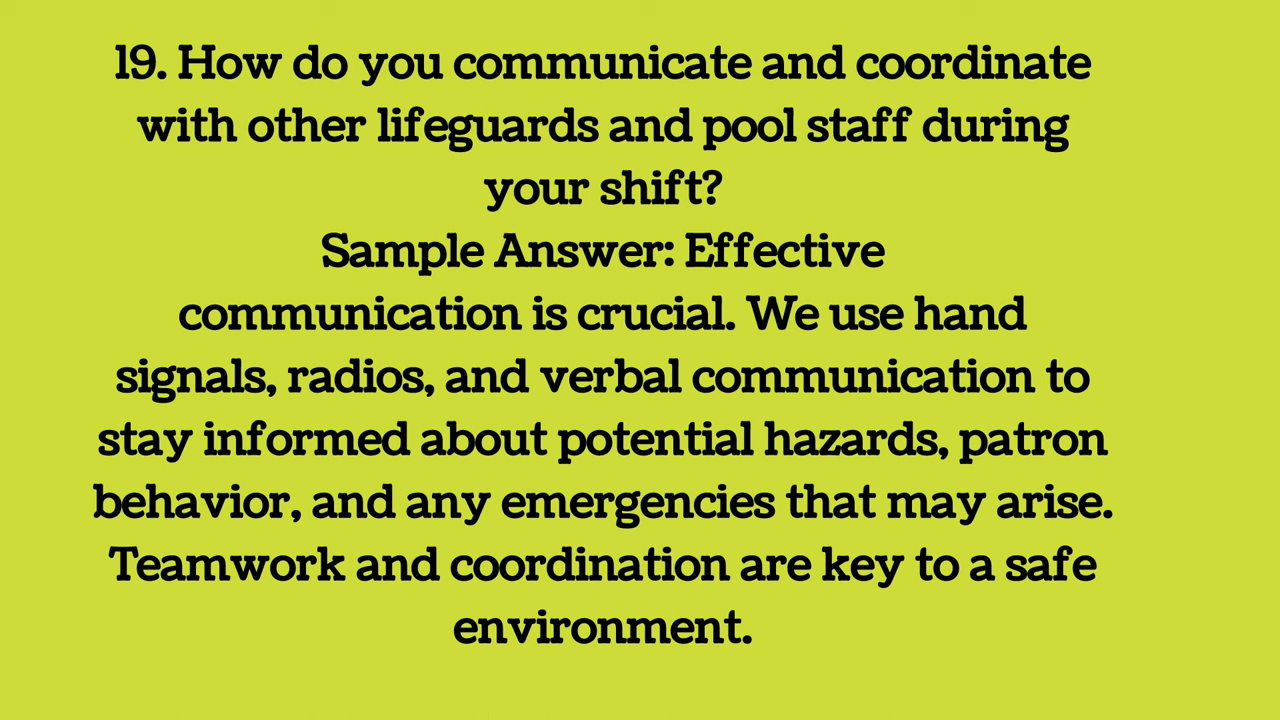 19. How do you communicate and coordinate
with other lifeguards and pool staff during
your shift?
Sample Answer: Effective
communication is crucial. We use hand
signals, radios, and verbal communication to
stay informed about potential hazards, patron
behavior, and any emergencies that may arise.
Teamwork and coordination are key to a safe
environment.